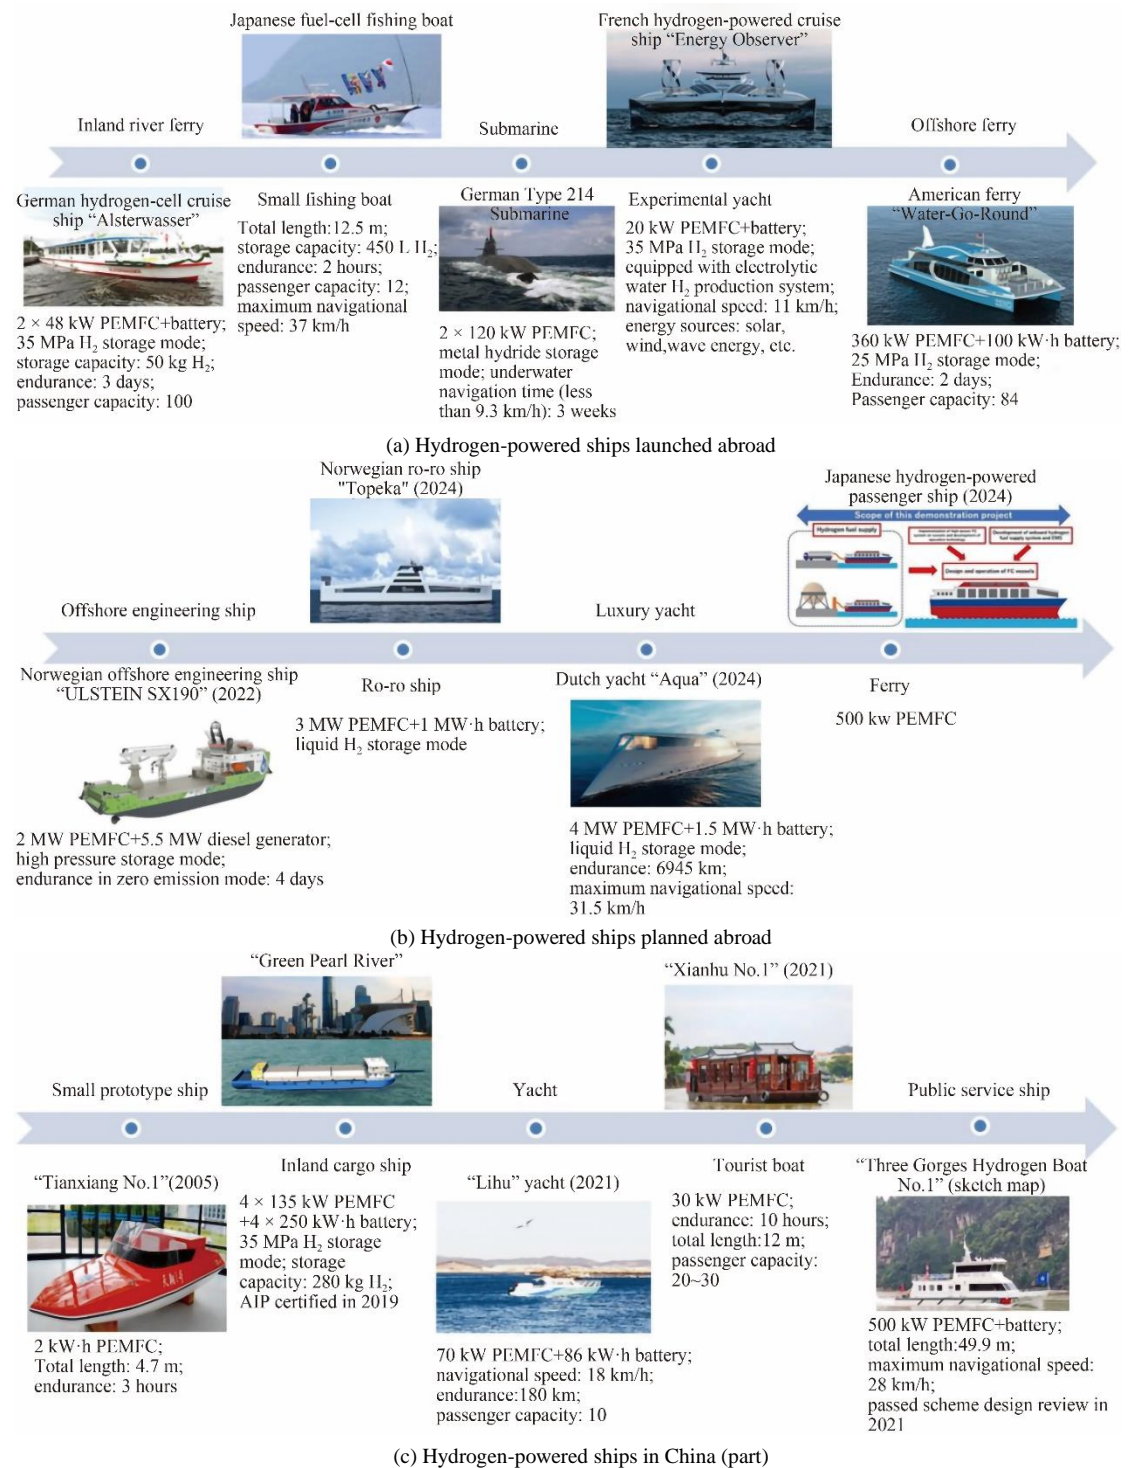 Japanese fuel-cell fishing boat
French hydrogen-powered cruise
ship “Energy Observer”
Inland river ferry
Submarine
Offshore ferry
German hydrogen-cell cruise
ship “Alsterwasser”
2 × 48 kW PEMFC+battery;
35 MPa H₂ storage mode;
storage capacity: 50 kg H₂;
endurance: 3 days;
passenger capacity: 100
Small fishing boat
Total length:12.5 m;
storage capacity: 450 L H₂;
endurance: 2 hours;
passenger capacity: 12;
maximum navigational
speed: 37 km/h
German Type 214
Submarine
2 × 120 kW PEMFC;
metal hydride storage
mode; underwater
navigation time (less
than 9.3 km/h): 3 weeks
Experimental yacht
20 kW PEMFC+battery;
35 MPa H₂ storage mode;
equipped with electrolytic
water H₂ production system;
navigational speed: 11 km/h;
energy sources: solar,
wind,wave energy, etc.
American ferry
“Water-Go-Round”
360 kW PEMFC+100 kW·h battery;
25 MPa H₂ storage mode;
Endurance: 2 days;
Passenger capacity: 84
(a) Hydrogen-powered ships launched abroad
Norwegian ro-ro ship
"Topeka" (2024)
Japanese hydrogen-powered
passenger ship (2024)
Scope of this demonstration project
Hydrogen fuel supply
Development of onboard hydrogen
fuel supply system and EMS
Design and operation of FC vessels
Offshore engineering ship
Luxury yacht
Norwegian offshore engineering ship
“ULSTEIN SX190” (2022)
2 MW PEMFC+5.5 MW diesel generator;
high pressure storage mode;
endurance in zero emission mode: 4 days
Ro-ro ship
3 MW PEMFC+1 MW·h battery;
liquid H₂ storage mode
Dutch yacht “Aqua” (2024)
4 MW PEMFC+1.5 MW·h battery;
liquid H₂ storage mode;
endurance: 6945 km;
maximum navigational speed:
31.5 km/h
Ferry
500 kw PEMFC
(b) Hydrogen-powered ships planned abroad
“Green Pearl River”
“Xianhu No.1” (2021)
Small prototype ship
Yacht
Public service ship
“Tianxiang No.1”(2005)
2 kW·h PEMFC;
Total length: 4.7 m;
endurance: 3 hours
Inland cargo ship
4 × 135 kW PEMFC
+4 × 250 kW·h battery;
35 MPa H₂ storage
mode; storage
capacity: 280 kg H₂;
AIP certified in 2019
“Lihu” yacht (2021)
70 kW PEMFC+86 kW·h battery;
navigational speed: 18 km/h;
endurance:180 km;
passenger capacity: 10
Tourist boat
30 kW PEMFC;
endurance: 10 hours;
total length:12 m;
passenger capacity:
20~30
“Three Gorges Hydrogen Boat
No.1” (sketch map)
500 kW PEMFC+battery;
total length:49.9 m;
maximum navigational speed:
28 km/h;
passed scheme design review in
2021
(c) Hydrogen-powered ships in China (part)